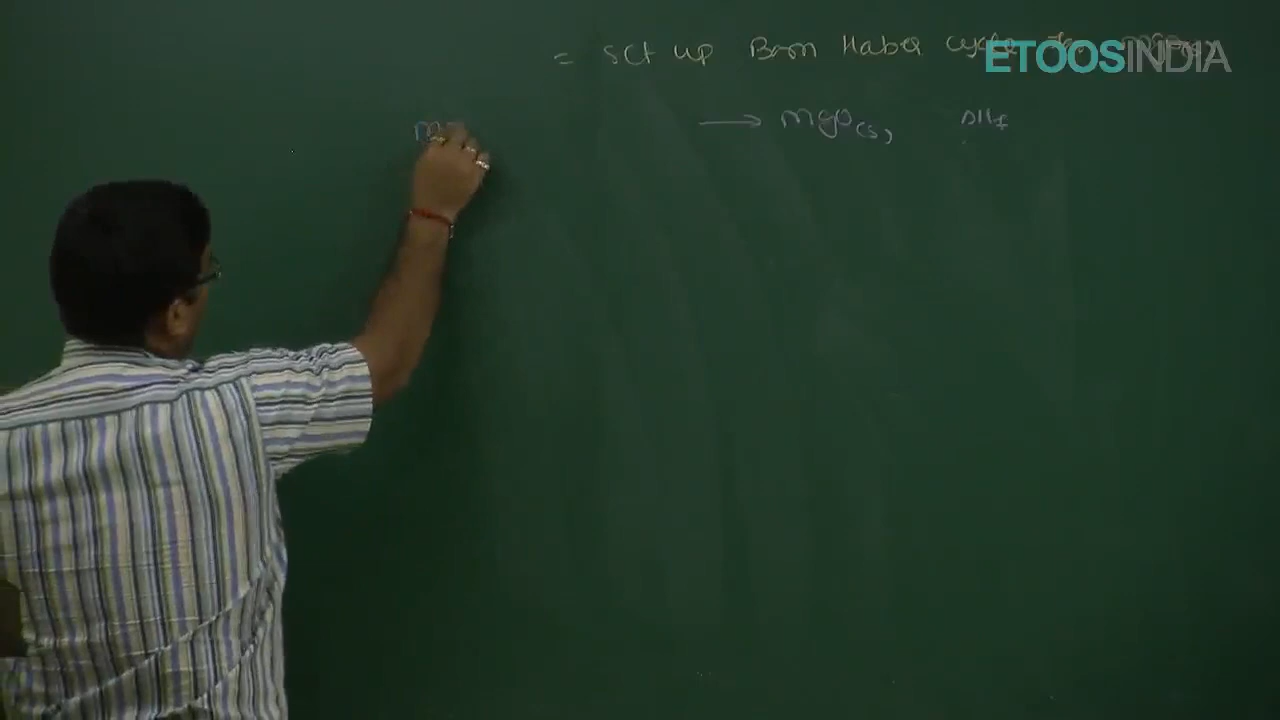 = Set up Born Haber cycle
ETOOSINDIA
m → MgO(s), ΔHf